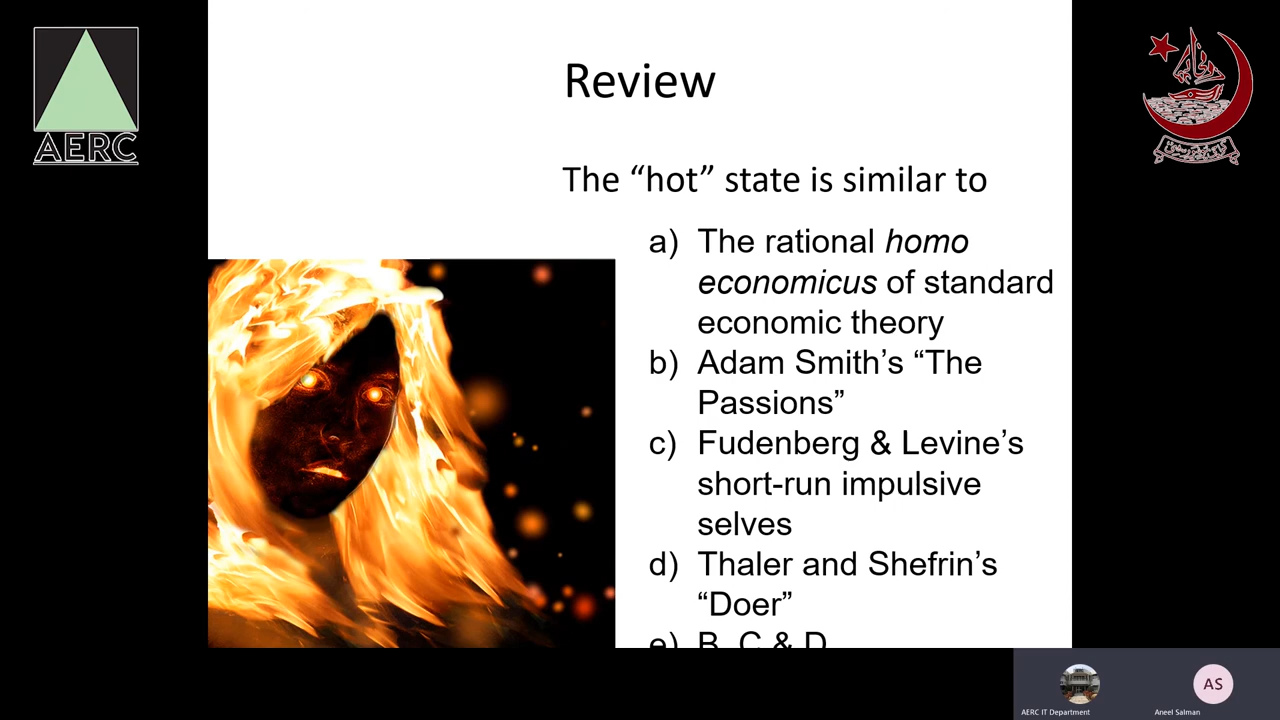 AERC
Review
The “hot” state is similar to
a) The rational homo
economicus of standard
economic theory
b) Adam Smith’s “The
Passions”
c) Fudenberg & Levine’s
short-run impulsive
selves
d) Thaler and Shefrin’s
“Doer”
e) B, C & D
AS
AERC IT Department
Aneel Salman